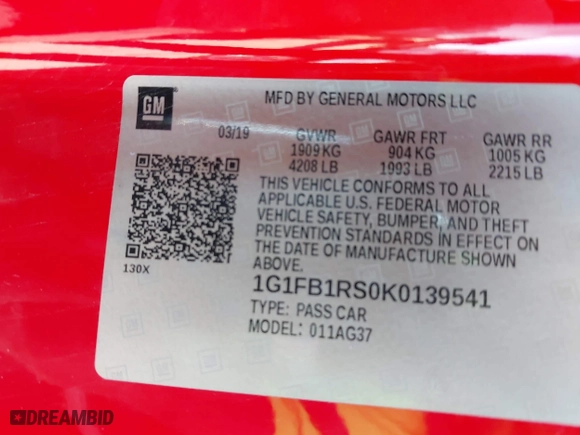 GM
MFD BY GENERAL MOTORS LLC
03/19 GVWR GAWR FRT GAWR RR
1909 KG 904 KG 1005 KG
4208 LB 1993 LB 2215 LB
THIS VEHICLE CONFORMS TO ALL
APPLICABLE U.S. FEDERAL MOTOR
VEHICLE SAFETY, BUMPER, AND THEFT
PREVENTION STANDARDS IN EFFECT ON
THE DATE OF MANUFACTURE SHOWN
ABOVE.
130X
1G1FB1RS0K0139541
TYPE: PASS CAR
MODEL: 011AG37
DREAMBID